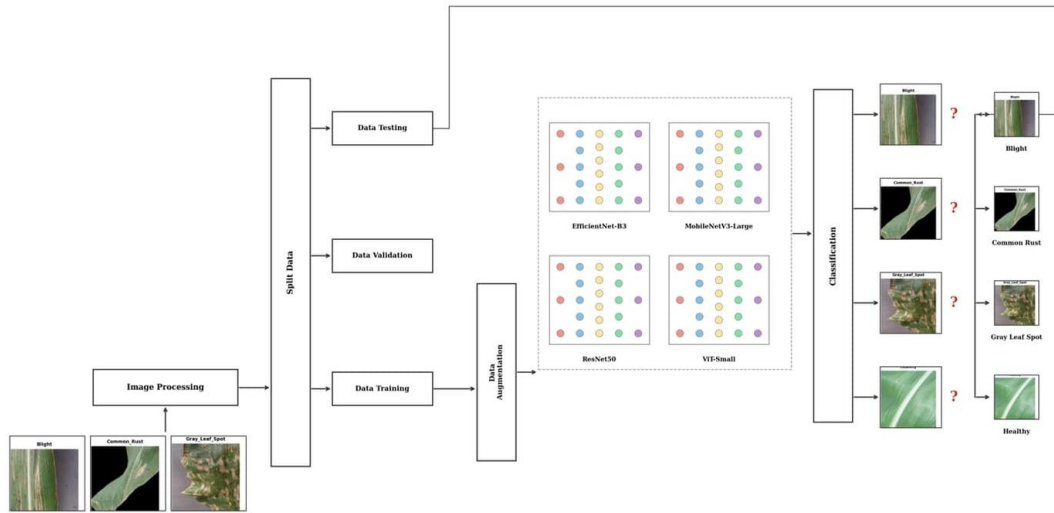 Blight
Common_Rust
Gray_Leaf_Spot
Image Processing
Split Data
Data Testing
Data Validation
Data Training
Data
Augmentation
EfficientNet-B3
MobileNetV3-Large
ResNet50
ViT-Small
Classification
Blight
?
Common_Rust
?
Gray_Leaf_Spot
?
?
Blight
Blight
Common_Rust
Common Rust
Gray_Leaf_Spot
Gray Leaf Spot
Healthy